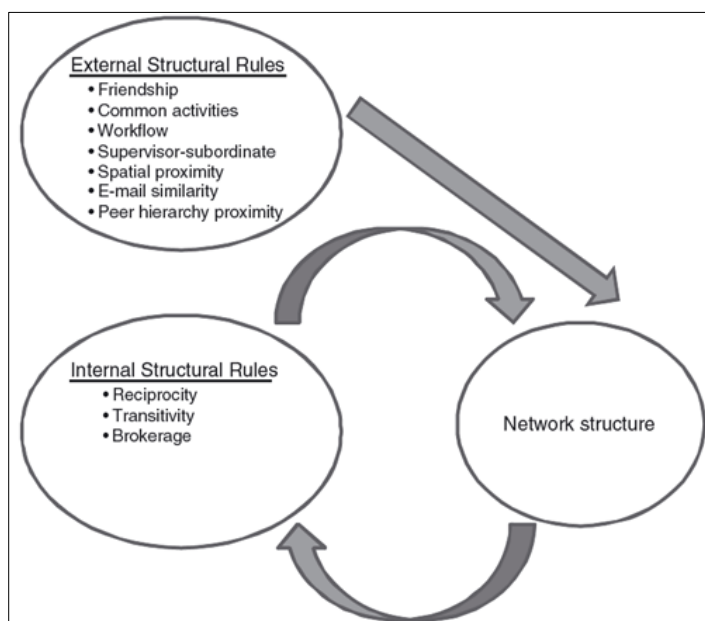 External Structural Rules
• Friendship
• Common activities
• Workflow
• Supervisor-subordinate
• Spatial proximity
• E-mail similarity
• Peer hierarchy proximity
Internal Structural Rules
• Reciprocity
• Transitivity
• Brokerage
Network structure